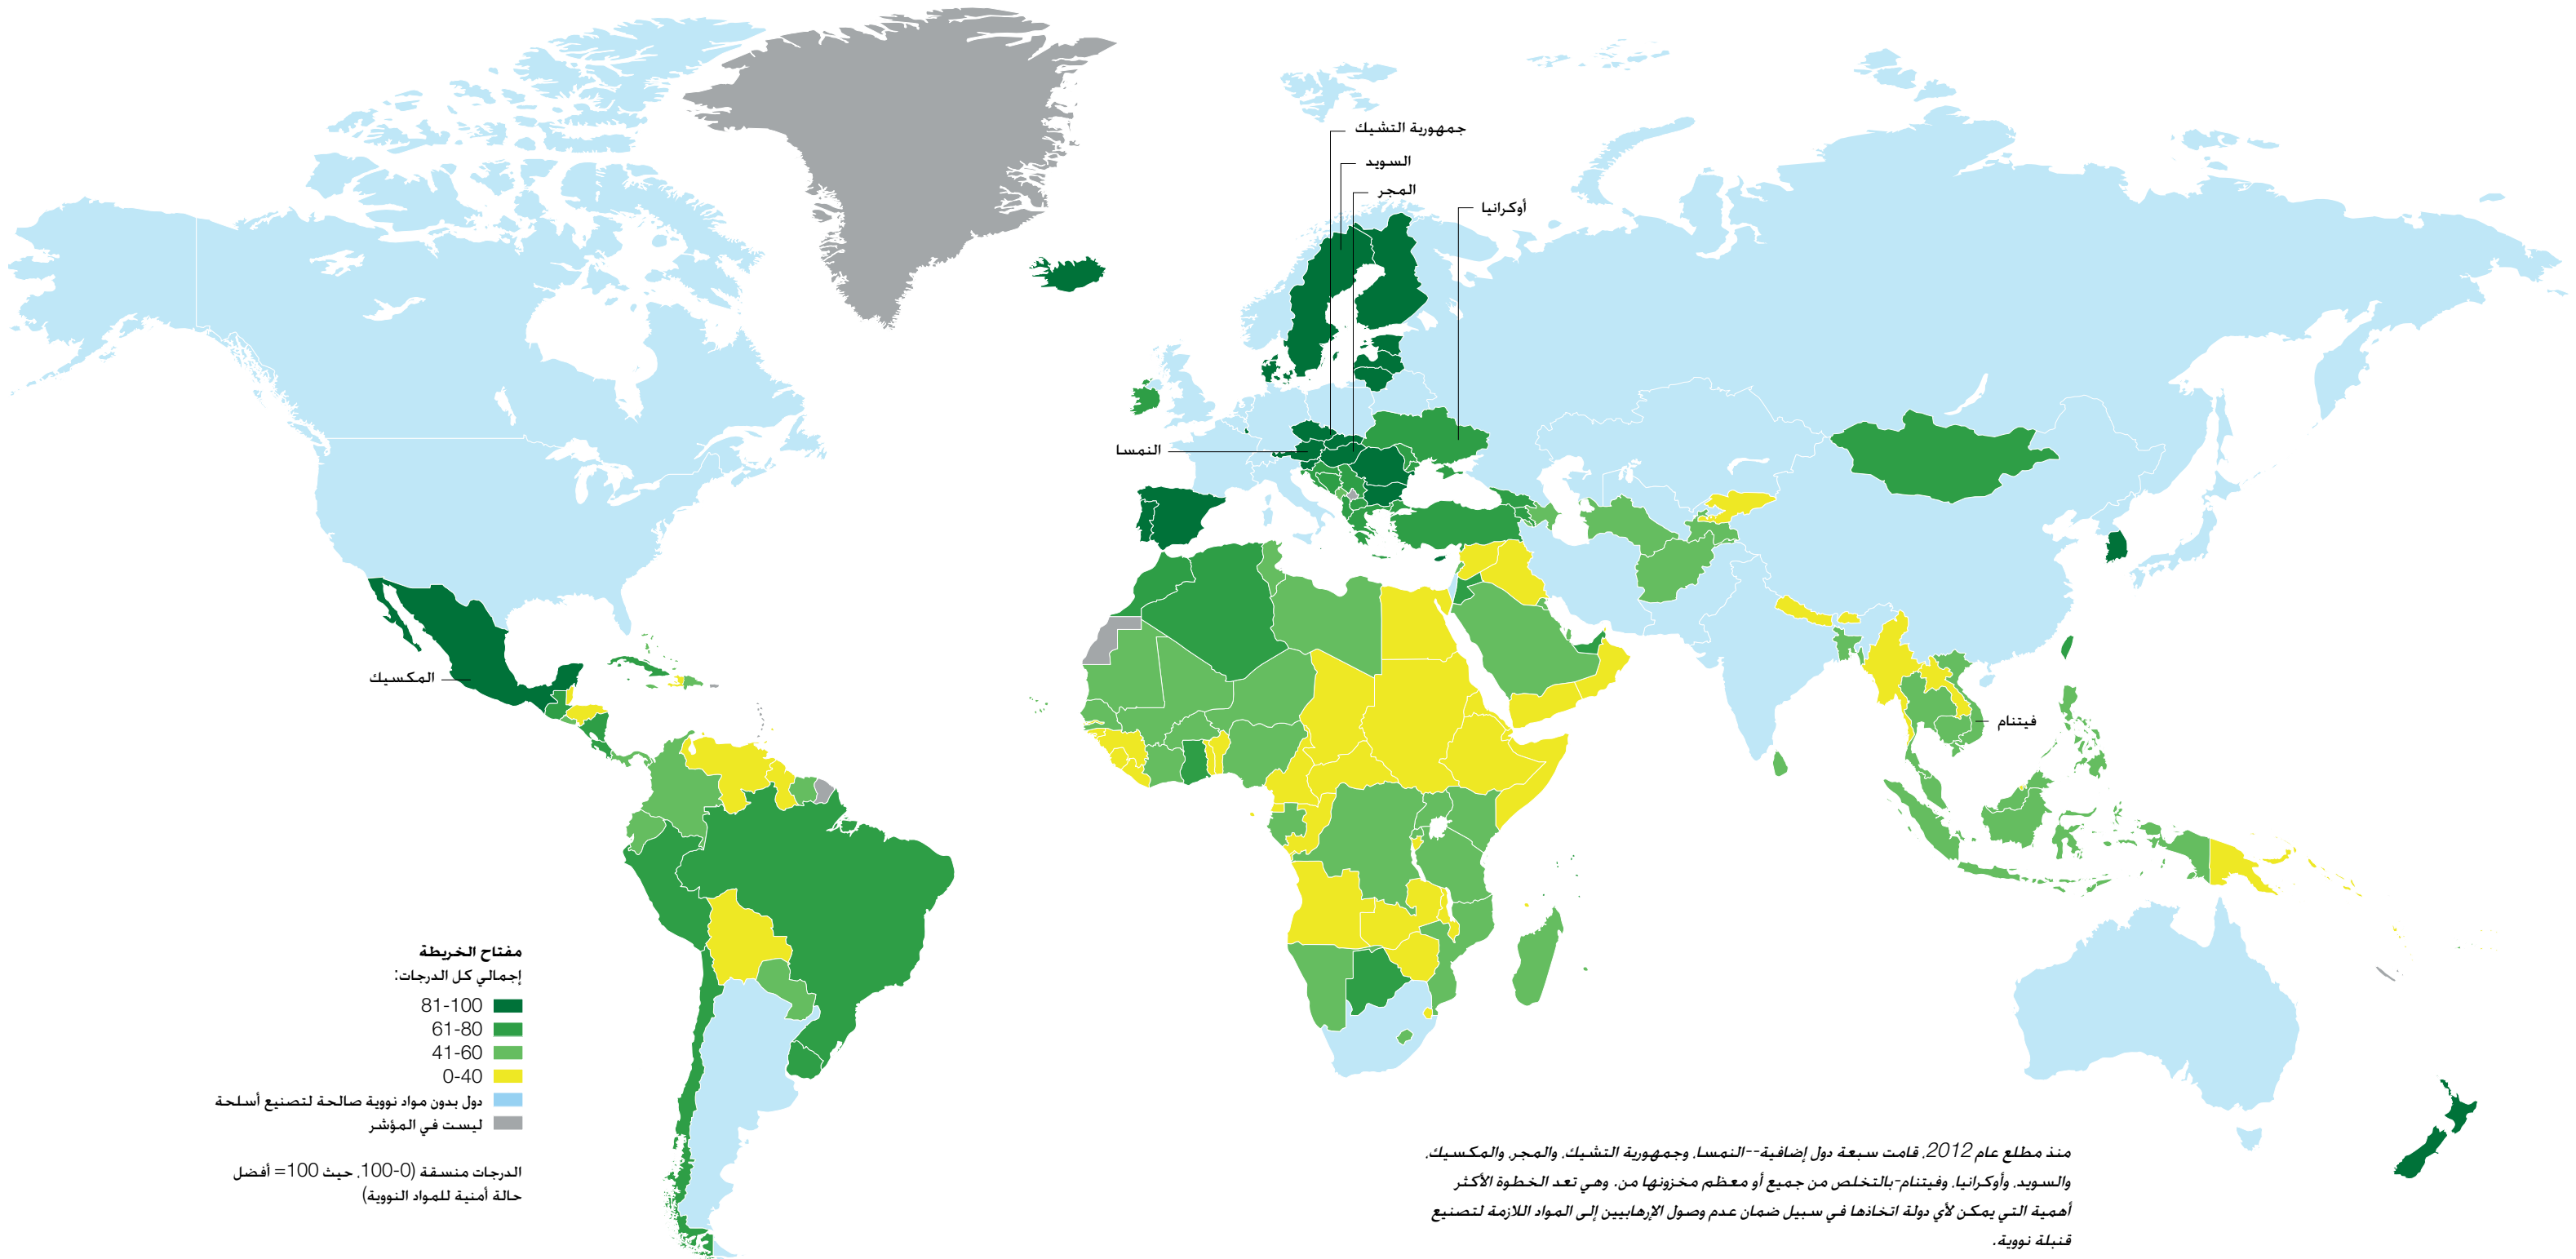 جمهورية التشيك
السويد
المجر
أوكرانيا
النمسا
المكسيك
فيتنام
مفتاح الخريطة
إجمالي كل الدرجات:
81-100
61-80
41-60
0-40
دول بدون مواد نووية صالحة لتصنيع أسلحة
ليست في المؤشر
الدرجات منسقة (0-100، حيث 100= أفضل
حالة أمنية للمواد النووية)
منذ مطلع عام 2012، قامت سبعة دول إضافية--النمسا، وجمهورية التشيك، والمجر، والمكسيك،
والسويد، وأوكرانيا، وفيتنام-بالتخلص من جميع أو معظم مخزونها من. وهي تعد الخطوة الأكثر
أهمية التي يمكن لأي دولة اتخاذها في سبيل ضمان عدم وصول الإرهابيين إلى المواد اللازمة لتصنيع
قنبلة نووية.